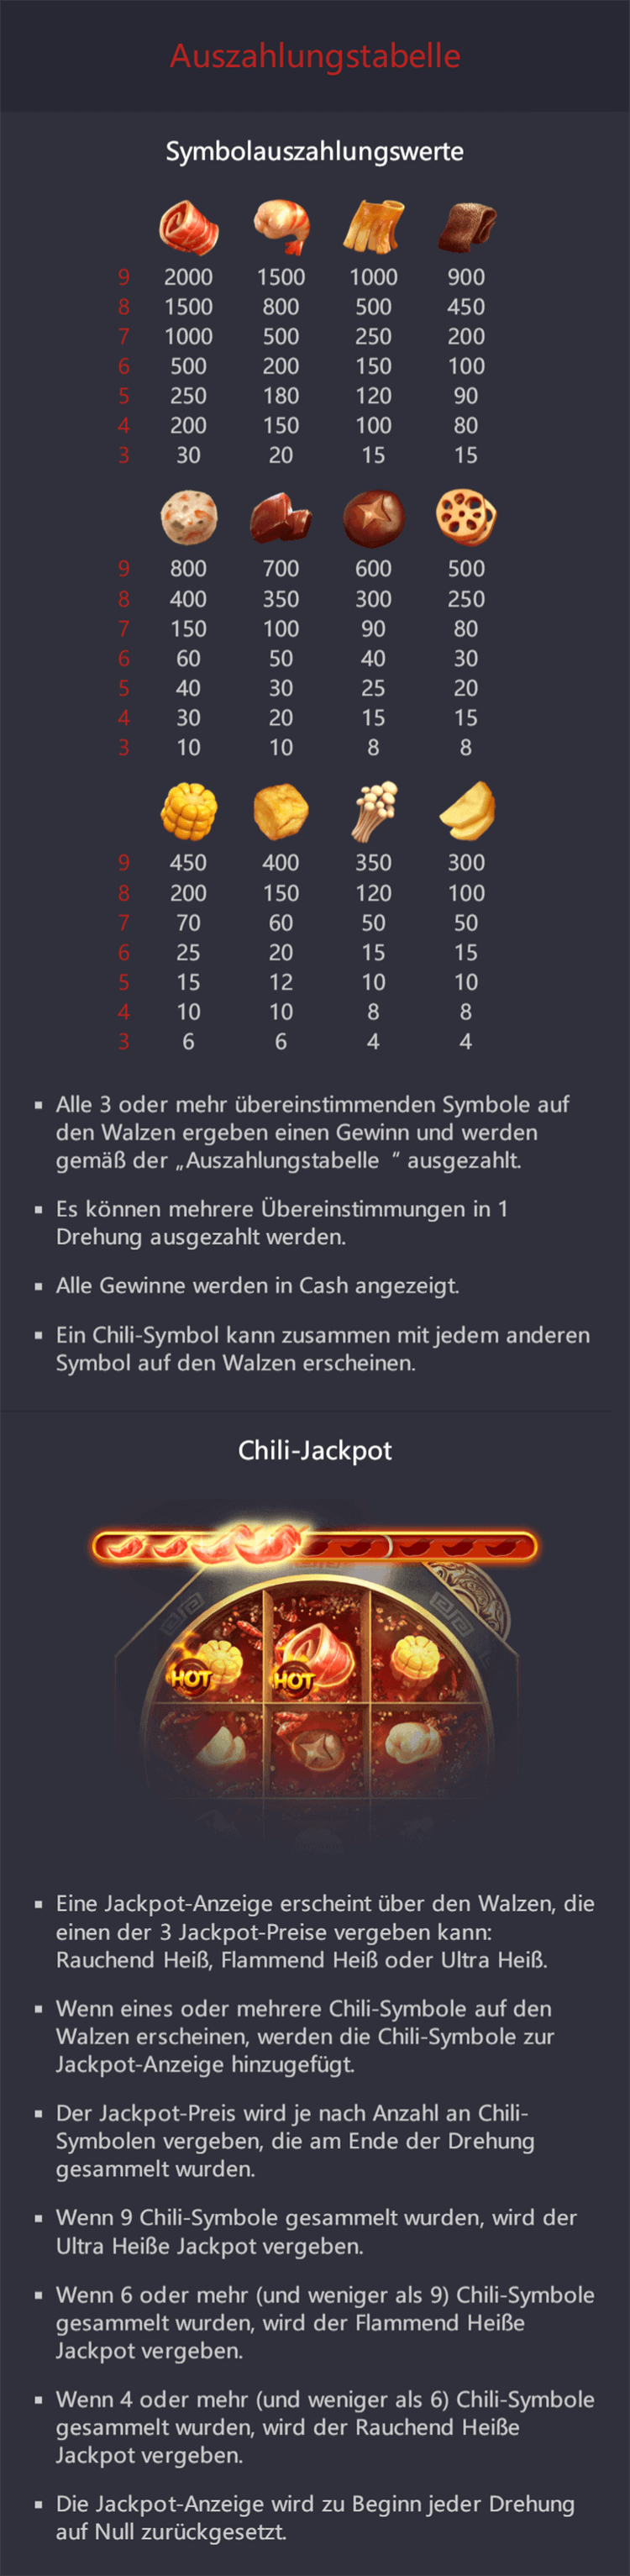 Auszahlungstabelle
Symbolauszahlungswerte
9 2000 1500 1000 900
8 1500 800 500 450
7 1000 500 250 200
6 500 200 150 100
5 250 180 120 90
4 200 150 100 80
3 30 20 15 15
9 800 700 600 500
8 400 350 300 250
7 150 100 90 80
6 60 50 40 30
5 40 30 25 20
4 30 20 15 15
3 10 10 8 8
9 450 400 350 300
8 200 150 120 100
7 70 60 50 50
6 25 20 15 15
5 15 12 10 10
4 10 10 8 8
3 6 6 4 4
▪ Alle 3 oder mehr übereinstimmenden Symbole auf
den Walzen ergeben einen Gewinn und werden
gemäß der „Auszahlungstabelle “ ausgezahlt.
▪ Es können mehrere Übereinstimmungen in 1
Drehung ausgezahlt werden.
▪ Alle Gewinne werden in Cash angezeigt.
▪ Ein Chili-Symbol kann zusammen mit jedem anderen
Symbol auf den Walzen erscheinen.
Chili-Jackpot
HOT HOT
▪ Eine Jackpot-Anzeige erscheint über den Walzen, die
einen der 3 Jackpot-Preise vergeben kann:
Rauchend Heiß, Flammend Heiß oder Ultra Heiß.
▪ Wenn eines oder mehrere Chili-Symbole auf den
Walzen erscheinen, werden die Chili-Symbole zur
Jackpot-Anzeige hinzugefügt.
▪ Der Jackpot-Preis wird je nach Anzahl an Chili-
Symbolen vergeben, die am Ende der Drehung
gesammelt wurden.
▪ Wenn 9 Chili-Symbole gesammelt wurden, wird der
Ultra Heiße Jackpot vergeben.
▪ Wenn 6 oder mehr (und weniger als 9) Chili-Symbole
gesammelt wurden, wird der Flammend Heiße
Jackpot vergeben.
▪ Wenn 4 oder mehr (und weniger als 6) Chili-Symbole
gesammelt wurden, wird der Rauchend Heiße
Jackpot vergeben.
▪ Die Jackpot-Anzeige wird zu Beginn jeder Drehung
auf Null zurückgesetzt.